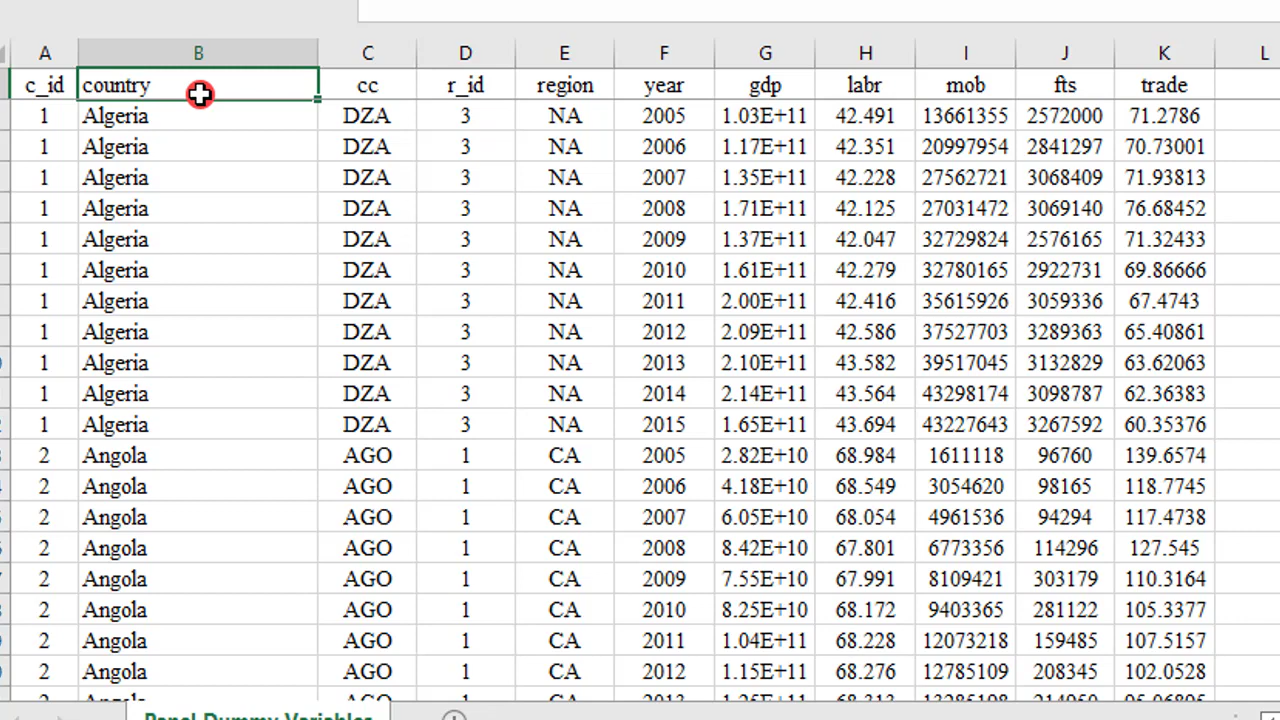 A B C D E F G H I J K L
c_id country cc r_id region year gdp labr mob fts trade
1 Algeria DZA 3 NA 2005 1.03E+11 42.491 13661355 2572000 71.2786
1 Algeria DZA 3 NA 2006 1.17E+11 42.351 20997954 2841297 70.73001
1 Algeria DZA 3 NA 2007 1.35E+11 42.228 27562721 3068409 71.93813
1 Algeria DZA 3 NA 2008 1.71E+11 42.125 27031472 3069140 76.68452
1 Algeria DZA 3 NA 2009 1.37E+11 42.047 32729824 2576165 71.32433
1 Algeria DZA 3 NA 2010 1.61E+11 42.279 32780165 2922731 69.86666
1 Algeria DZA 3 NA 2011 2.00E+11 42.416 35615926 3059336 67.4743
1 Algeria DZA 3 NA 2012 2.09E+11 42.586 37527703 3289363 65.40861
1 Algeria DZA 3 NA 2013 2.10E+11 43.582 39517045 3132829 63.62063
1 Algeria DZA 3 NA 2014 2.14E+11 43.564 43298174 3098787 62.36383
1 Algeria DZA 3 NA 2015 1.65E+11 43.694 43227643 3267592 60.35376
2 Angola AGO 1 CA 2005 2.82E+10 68.984 1611118 96760 139.6574
2 Angola AGO 1 CA 2006 4.18E+10 68.549 3054620 98165 118.7745
2 Angola AGO 1 CA 2007 6.05E+10 68.054 4961536 94294 117.4738
2 Angola AGO 1 CA 2008 8.42E+10 67.801 6773356 114296 127.545
2 Angola AGO 1 CA 2009 7.55E+10 67.991 8109421 303179 110.3164
2 Angola AGO 1 CA 2010 8.25E+10 68.172 9403365 281122 105.3377
2 Angola AGO 1 CA 2011 1.04E+11 68.228 12073218 159485 107.5157
2 Angola AGO 1 CA 2012 1.15E+11 68.276 12785109 208345 102.0528
Panel Dummy Variables